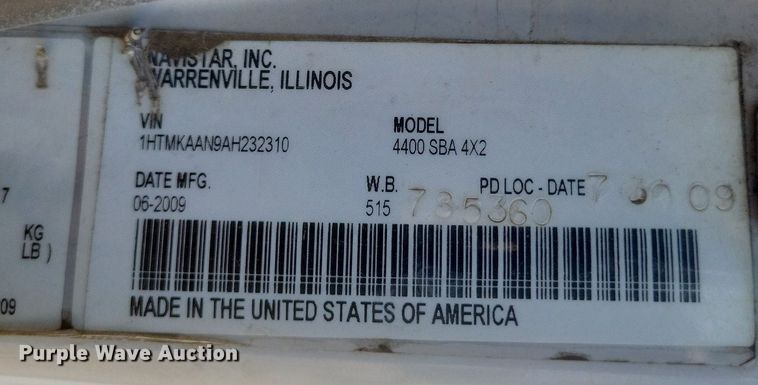 NAVISTAR, INC.
WARRENVILLE, ILLINOIS
VIN MODEL
1HTMKAAN9AH232310 4400 SBA 4X2
DATE MFG. W.B. PD LOC - DATE
06-2009 515 735360 09
7
KG
LB )
09
MADE IN THE UNITED STATES OF AMERICA
Purple Wave Auction